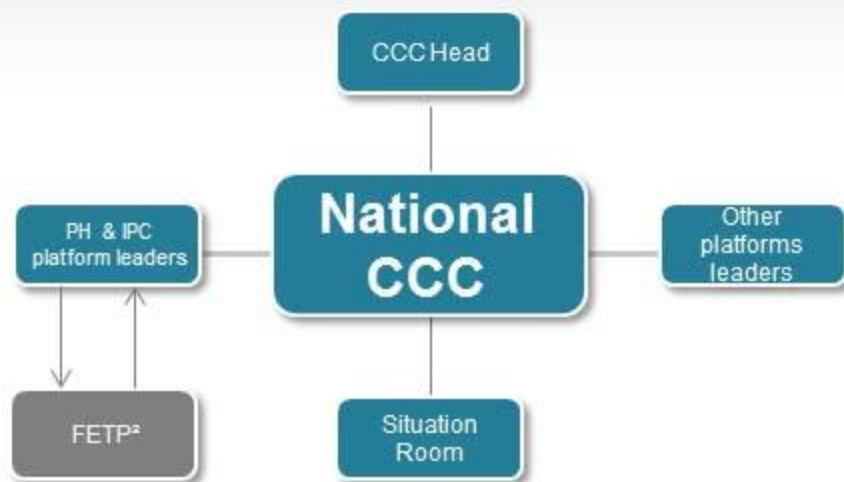 CCC Head
National
CCC
PH & IPC
platform leaders
Other
platforms
leaders
FETP²
Situation
Room